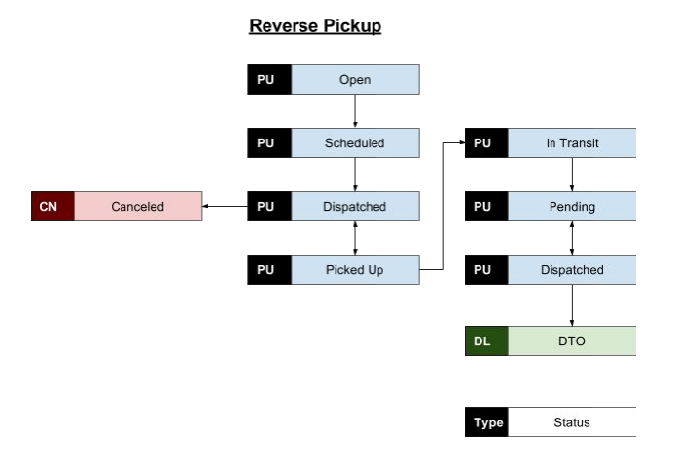 Reverse Pickup
PU Open
PU Scheduled
PU In Transit
CN Canceled
PU Dispatched
PU Pending
PU Picked Up
PU Dispatched
DL DTO
Type Status